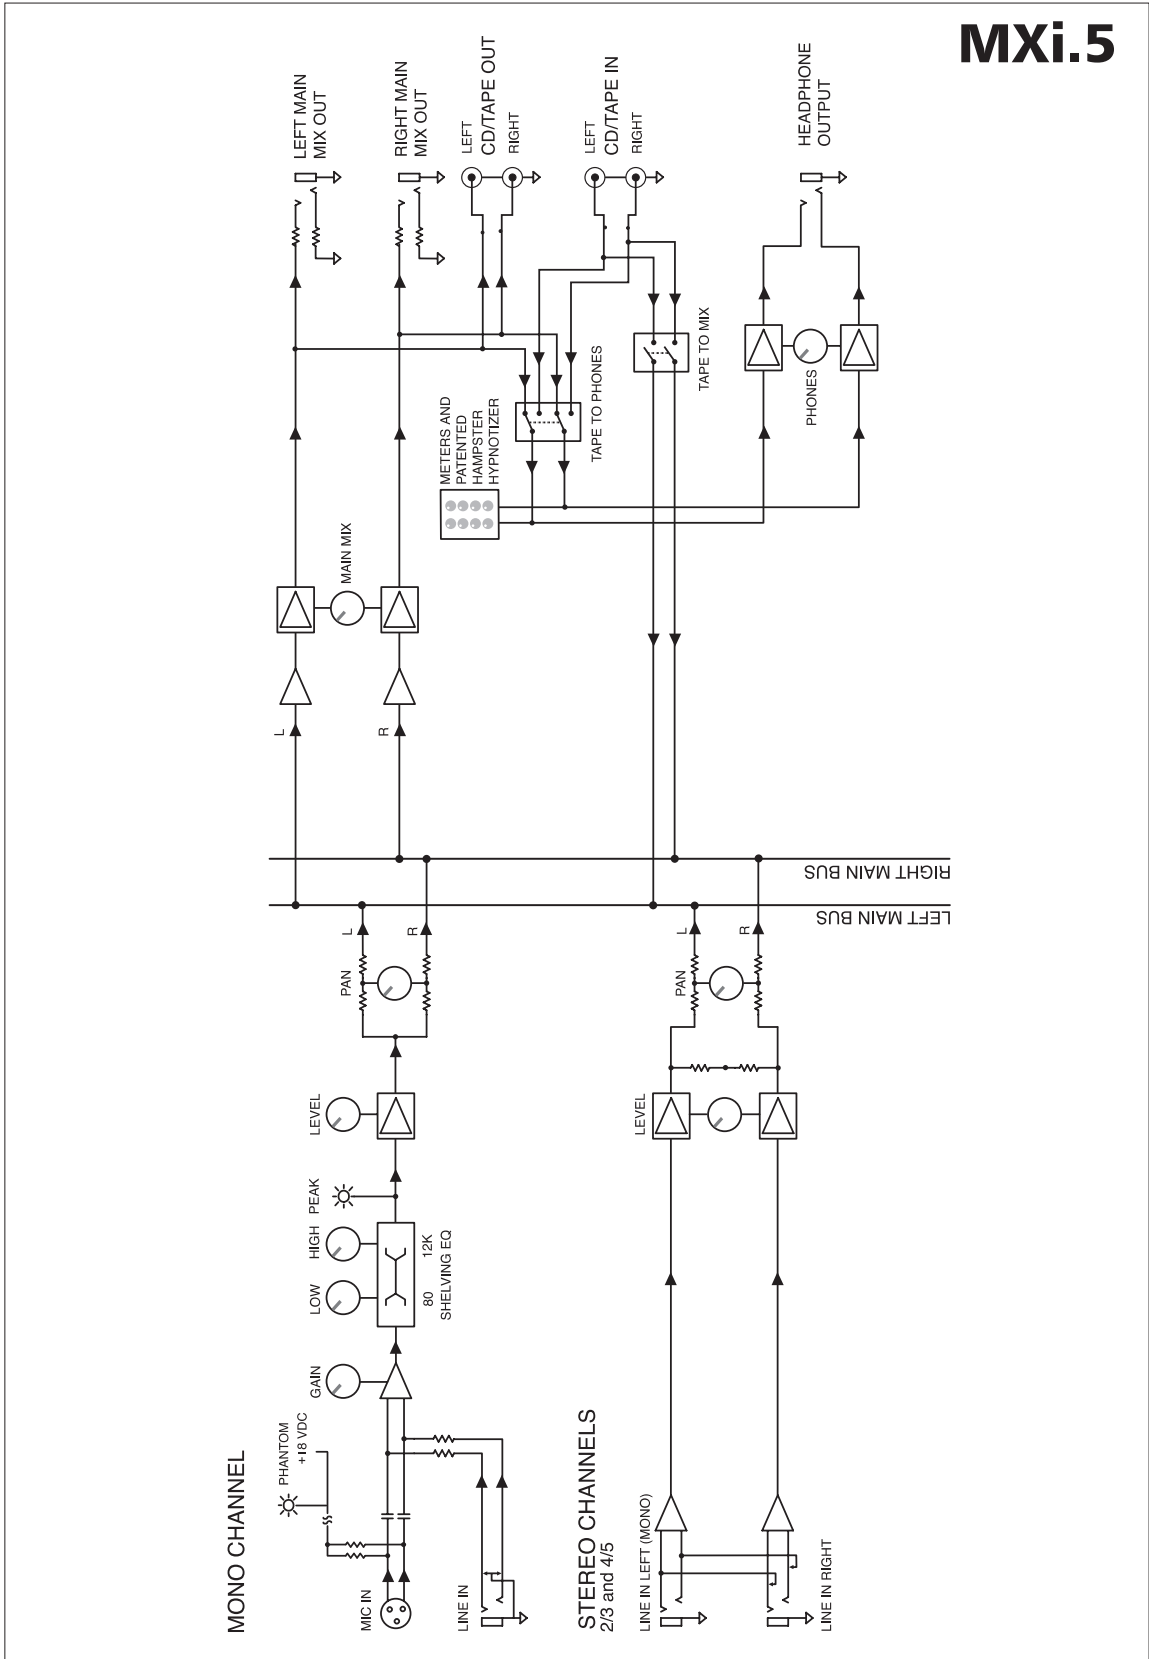 MXi.5
MONO CHANNEL
PHANTOM
+18 VDC
MIC IN
LINE IN
GAIN
LOW
HIGH
PEAK
80
12K
SHELVING EQ
LEVEL
PAN
L
R
STEREO CHANNELS
2/3 and 4/5
LINE IN LEFT (MONO)
LINE IN RIGHT
LEVEL
PAN
L
R
LEFT MAIN BUS
RIGHT MAIN BUS
L
R
MAIN MIX
METERS AND
PATENTED
HAMPSTER
HYPNOTIZER
TAPE TO PHONES
TAPE TO MIX
PHONES
LEFT MAIN
MIX OUT
RIGHT MAIN
MIX OUT
LEFT
CD/TAPE OUT
RIGHT
LEFT
CD/TAPE IN
RIGHT
HEADPHONE
OUTPUT